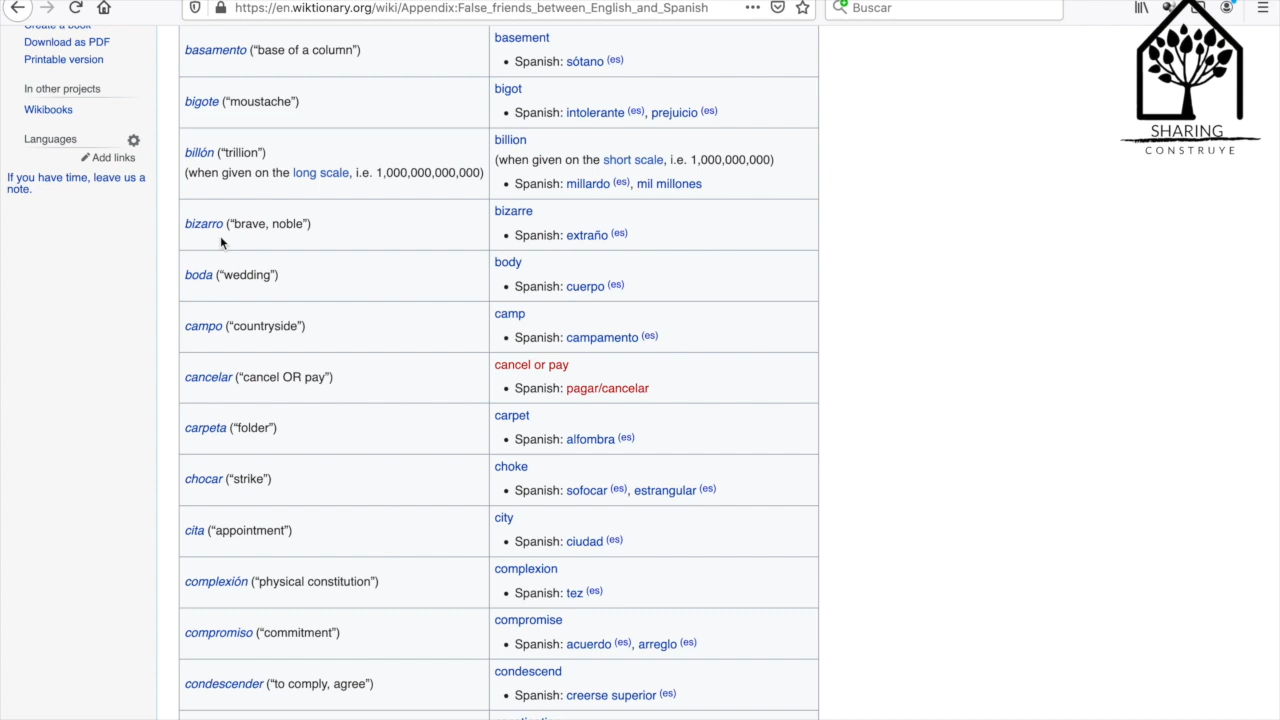 https://en.wiktionary.org/wiki/Appendix:False_friends_between_English_and_Spanish
Buscar
Create a book
Download as PDF
Printable version
In other projects
Wikibooks
Languages
Add links
If you have time, leave us a
note.
basamento (“base of a column”)
basement
Spanish: sótano (es)
bigote (“moustache”)
bigot
Spanish: intolerante (es), prejuicio (es)
billón (“trillion”)
(when given on the long scale, i.e. 1,000,000,000,000)
billion
(when given on the short scale, i.e. 1,000,000,000)
Spanish: millardo (es), mil millones
bizarro (“brave, noble”)
bizarre
Spanish: extraño (es)
boda (“wedding”)
body
Spanish: cuerpo (es)
campo (“countryside”)
camp
Spanish: campamento (es)
cancelar (“cancel OR pay”)
cancel or pay
Spanish: pagar/cancelar
carpeta (“folder”)
carpet
Spanish: alfombra (es)
chocar (“strike”)
choke
Spanish: sofocar (es), estrangular (es)
cita (“appointment”)
city
Spanish: ciudad (es)
complexión (“physical constitution”)
complexion
Spanish: tez (es)
compromiso (“commitment”)
compromise
Spanish: acuerdo (es), arreglo (es)
condescender (“to comply, agree”)
condescend
Spanish: creerse superior (es)
SHARING
CONSTRUYE